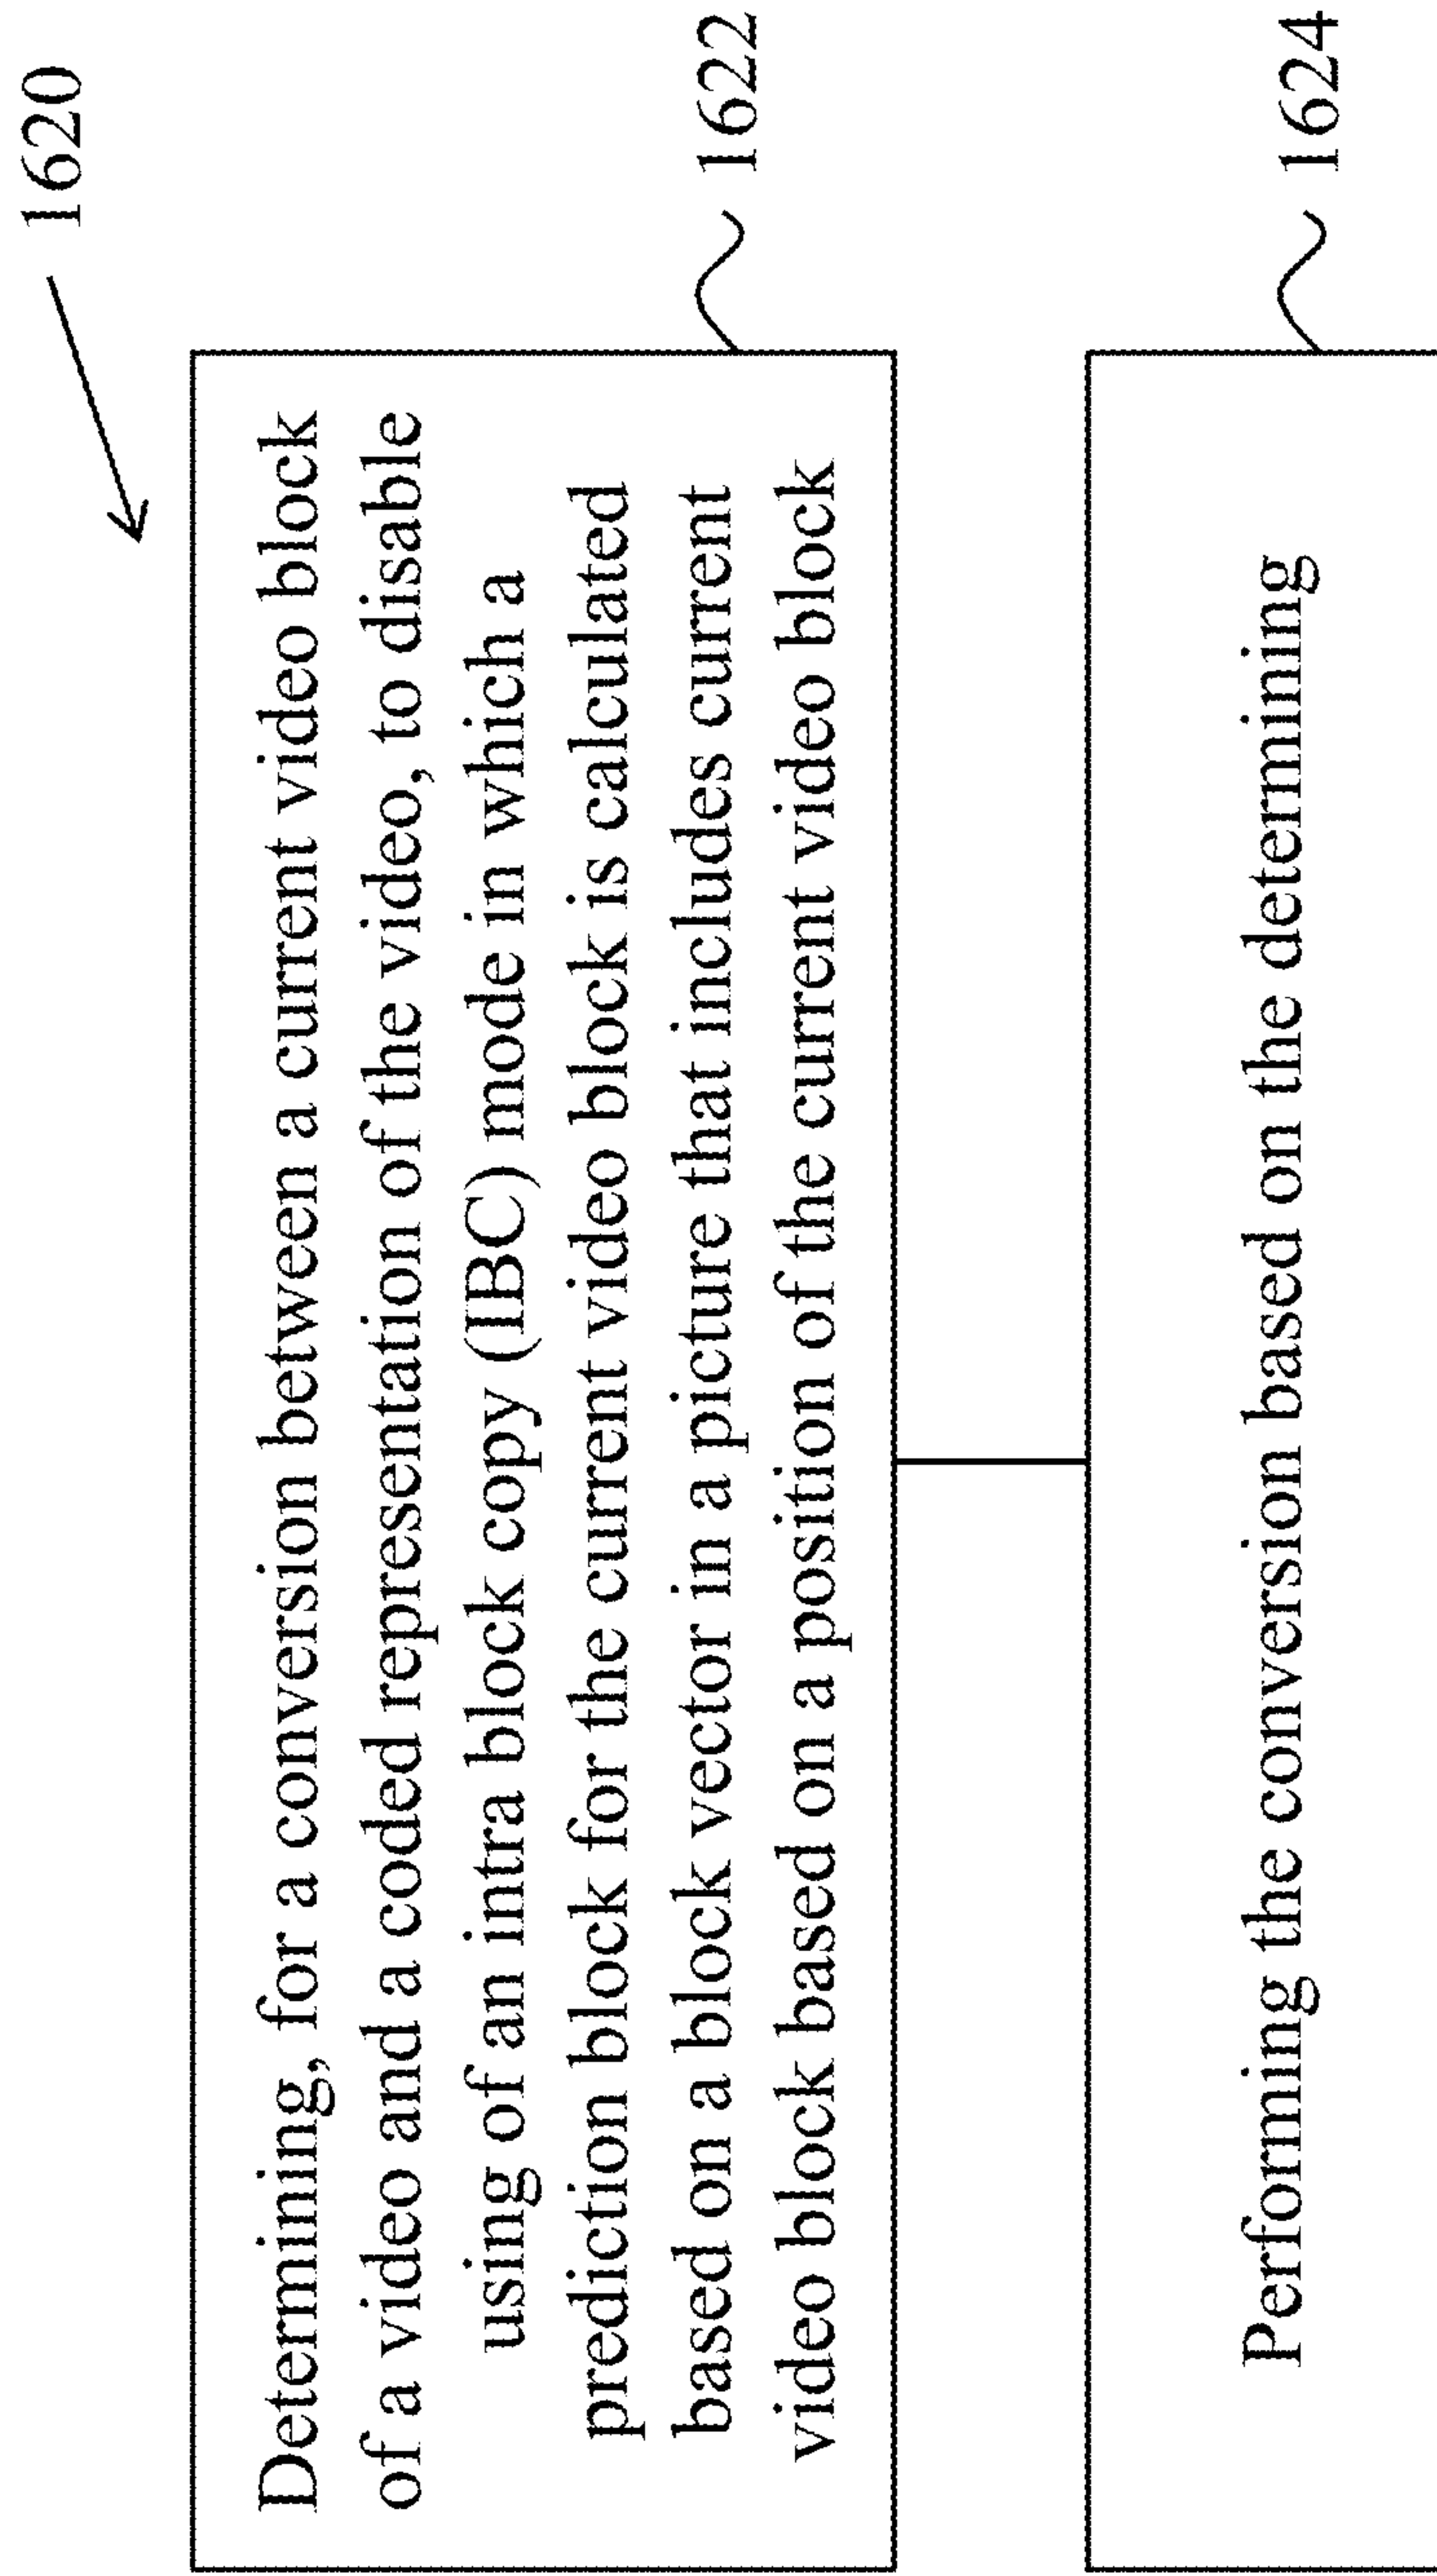 1620
Determining, for a conversion between a current video block
of a video and a coded representation of the video, to disable
using of an intra block copy (IBC) mode in which a
prediction block for the current video block is calculated
based on a block vector in a picture that includes current
video block based on a position of the current video block
1622
Performing the conversion based on the determining
1624